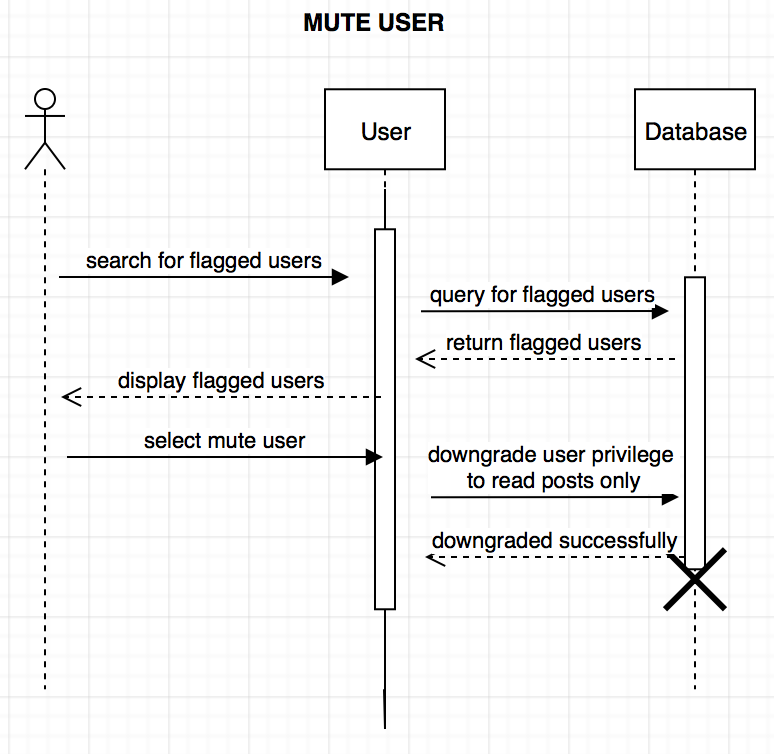 MUTE USER
User
Database
search for flagged users
query for flagged users
return flagged users
display flagged users
select mute user
downgrade user privilege
to read posts only
downgraded successfully